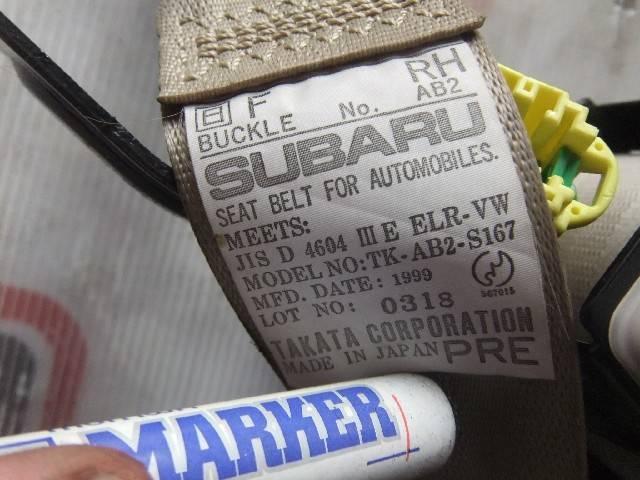 日 F RH
BUCKLE No. AB2
SUBARU
SEAT BELT FOR AUTOMOBILES.
MEETS:
JIS D 4604 III E ELR-VW
MODEL NO: TK-AB2-S167
MFD. DATE: 1999
LOT NO: 0318
TAKATA CORPORATION
MADE IN JAPAN PRE
MARKER